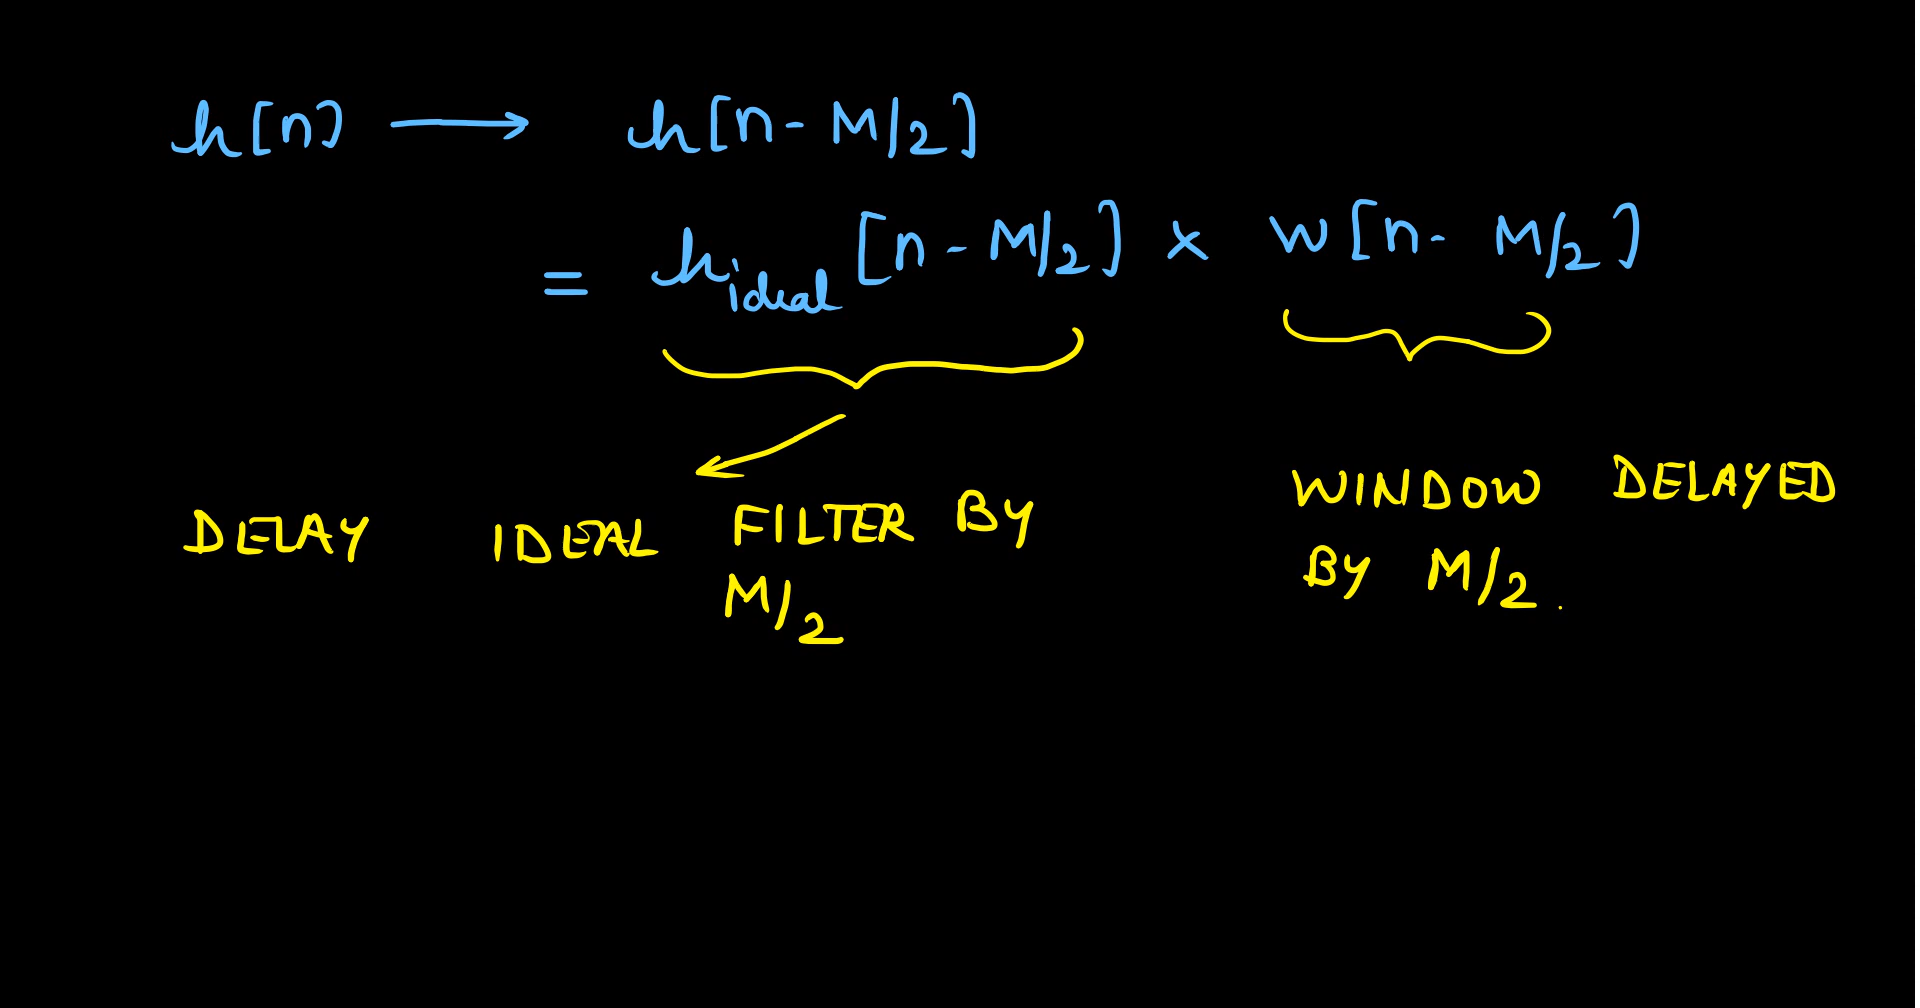 h[n] ⟶ h[n - M/2]
= h_ideal [n - M/2] × w[n - M/2]
DELAY IDEAL FILTER BY
M/2
WINDOW DELAYED
BY M/2.